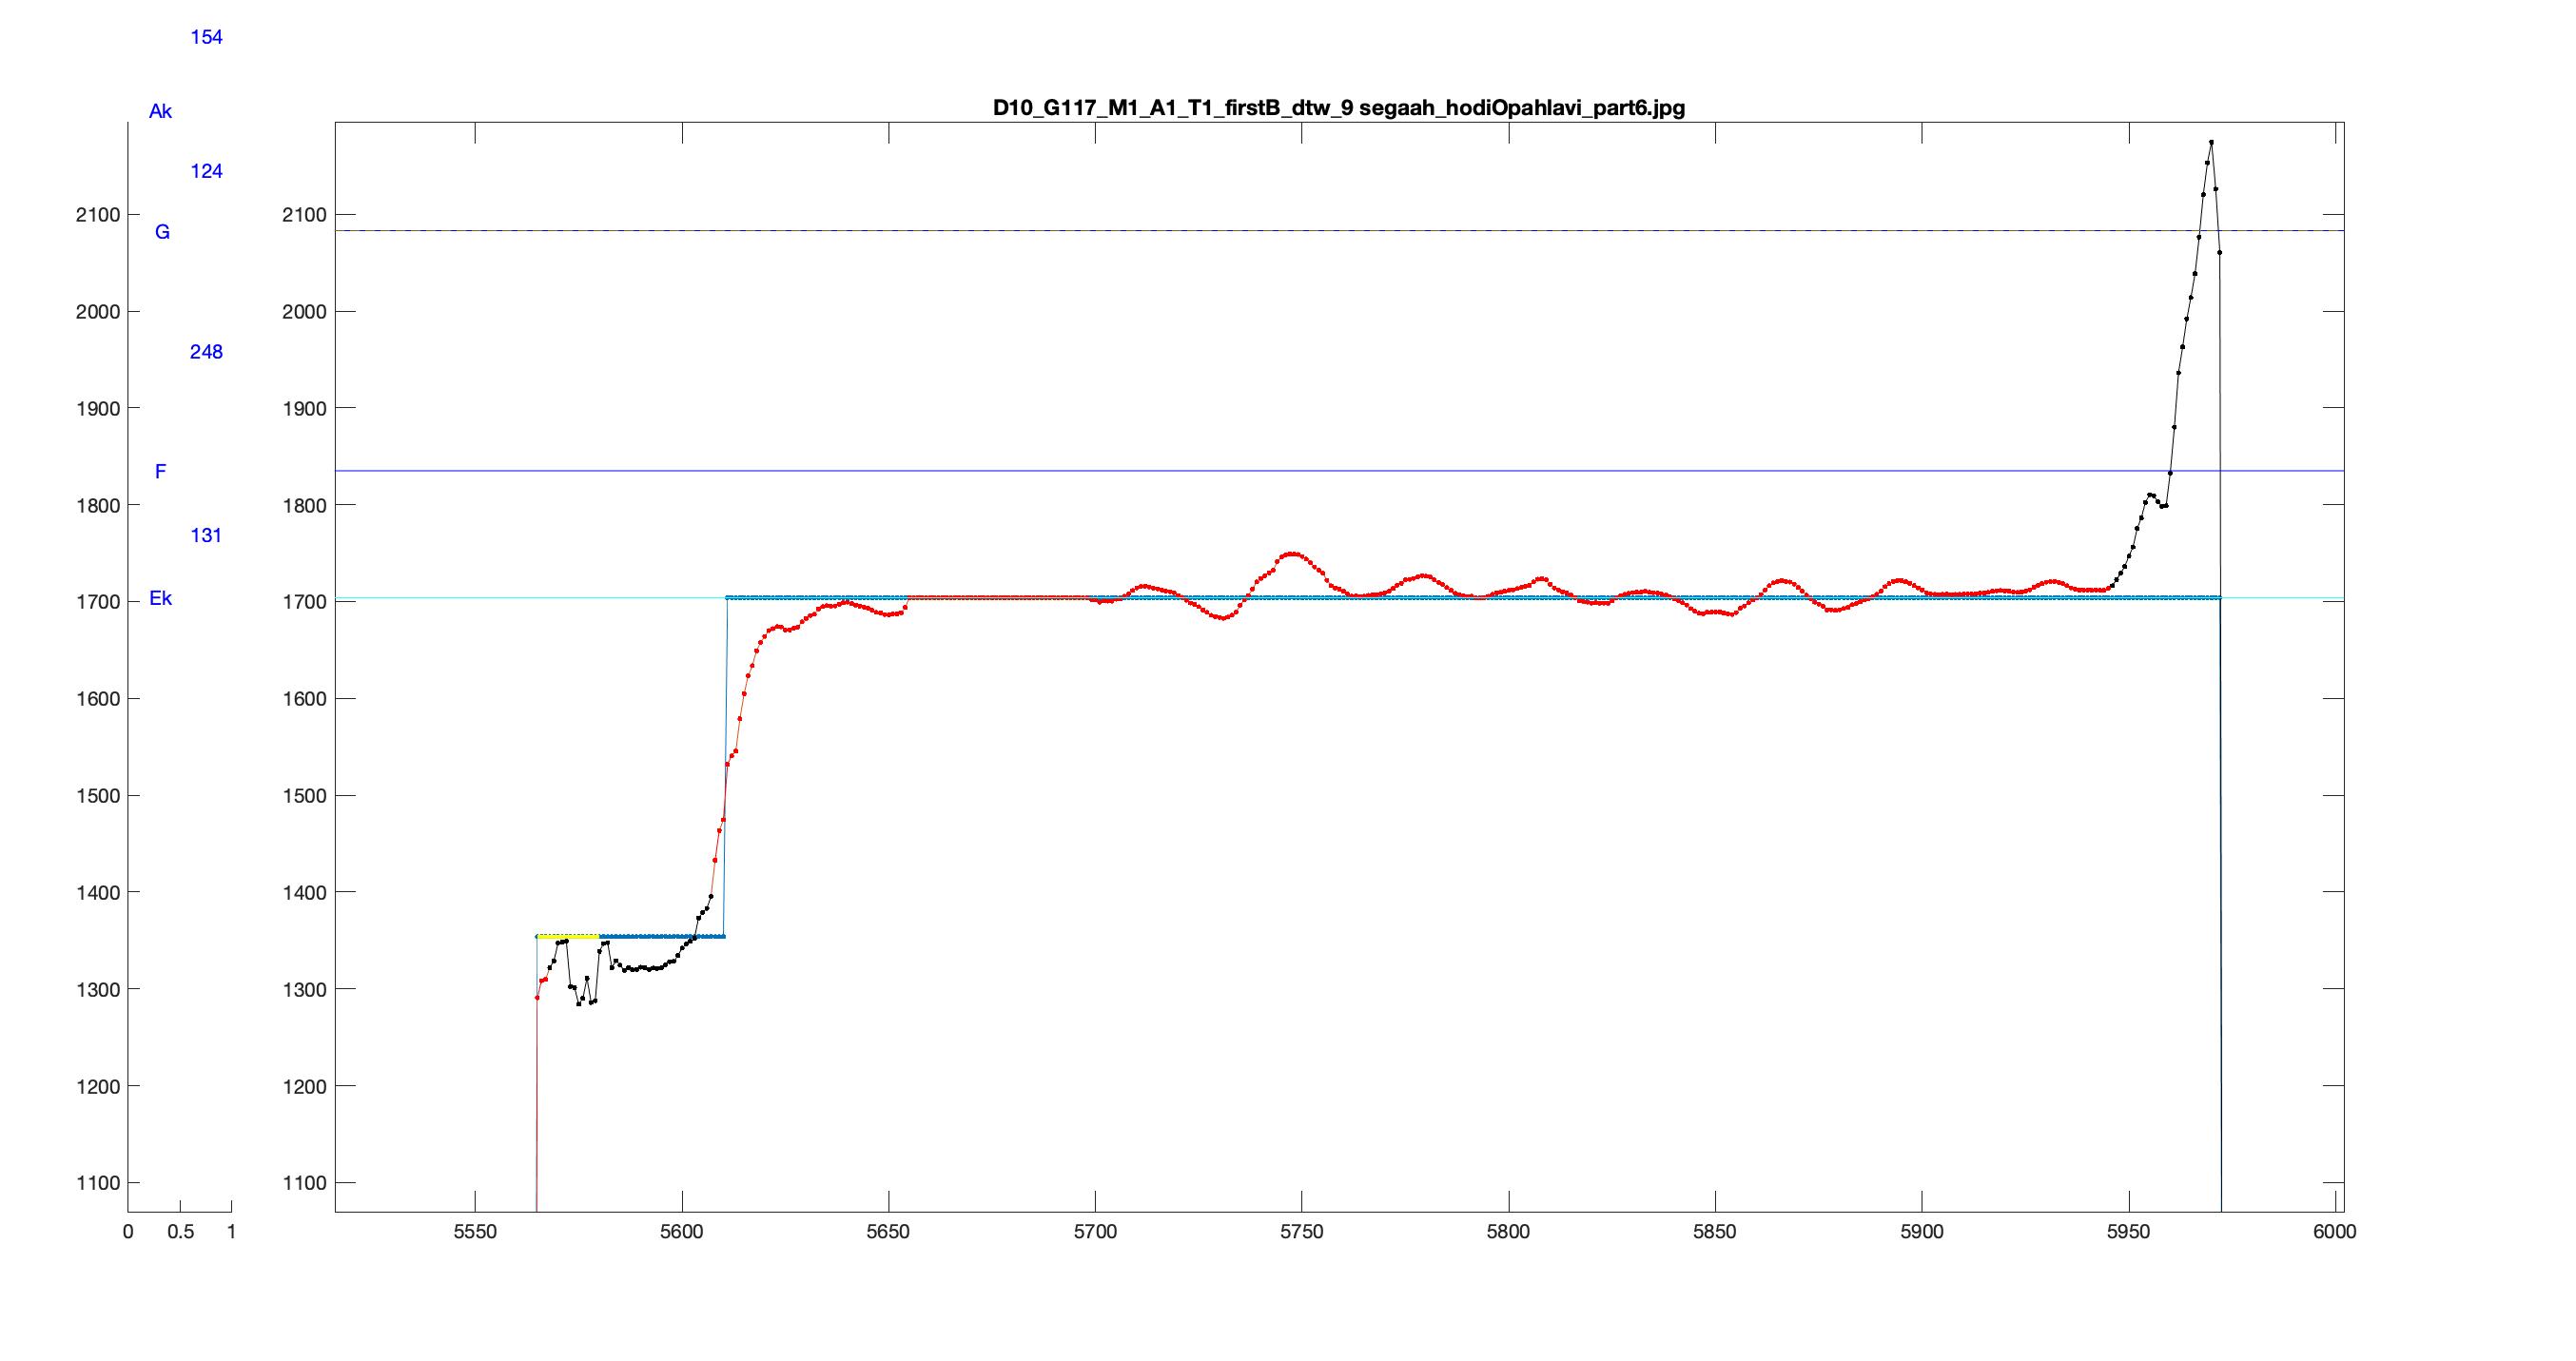 154
D10_G117_M1_A1_T1_firstB_dtw_9 segaah_hodiOpahlavi_part6.jpg
Ak
124
2100 2100
G
2000 2000
248
1900 1900
F
1800 1800
131
1700 Ek 1700
1600 1600
1500 1500
1400 1400
1300 1300
1200 1200
1100 1100
0 0.5 1 5550 5600 5650 5700 5750 5800 5850 5900 5950 6000